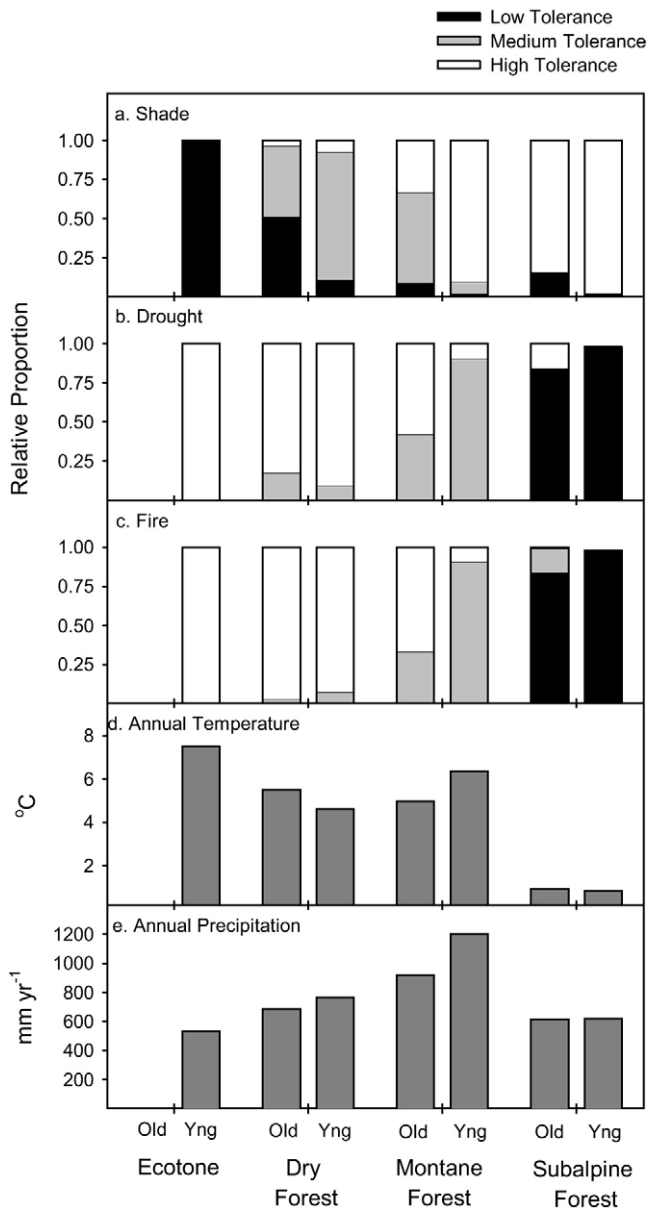 Low Tolerance
Medium Tolerance
High Tolerance
a. Shade
1.00
0.75
0.50
0.25
b. Drought
1.00
0.75
0.50
0.25
Relative Proportion
c. Fire
1.00
0.75
0.50
0.25
d. Annual Temperature
8
6
4
2
ºC
e. Annual Precipitation
1200
1000
800
600
400
200
mm yr⁻¹
Old Yng Old Yng Old Yng Old Yng
Ecotone Dry Montane Subalpine
Forest Forest Forest